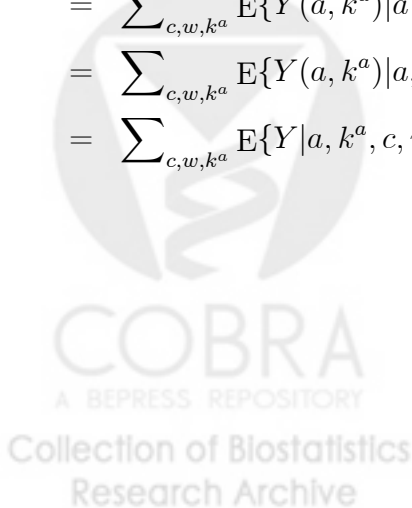 = ∑_{c,w,k^a} E{Y(a, k^a)|a
= ∑_{c,w,k^a} E{Y(a, k^a)|a,
= ∑_{c,w,k^a} E{Y|a, k^a, c,
COBRA
A BEPRESS REPOSITORY
Collection of Biostatistics
Research Archive